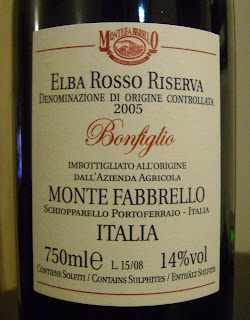 MONTEFABBRELLO
ELBA ROSSO RISERVA
DENOMINAZIONE DI ORIGINE CONTROLLATA
2005
Bonfiglio
IMBOTTIGLIATO ALL'ORIGINE
DALL'AZIENDA AGRICOLA
MONTE FABBRELLO
SCHIOPPARELLO PORTOFERRAIO - ITALIA
ITALIA
750ml e L. 15/08 14%vol
CONTIENE SOLFITI / CONTAINS SULPHITES / ENTHÄLT SULFITE